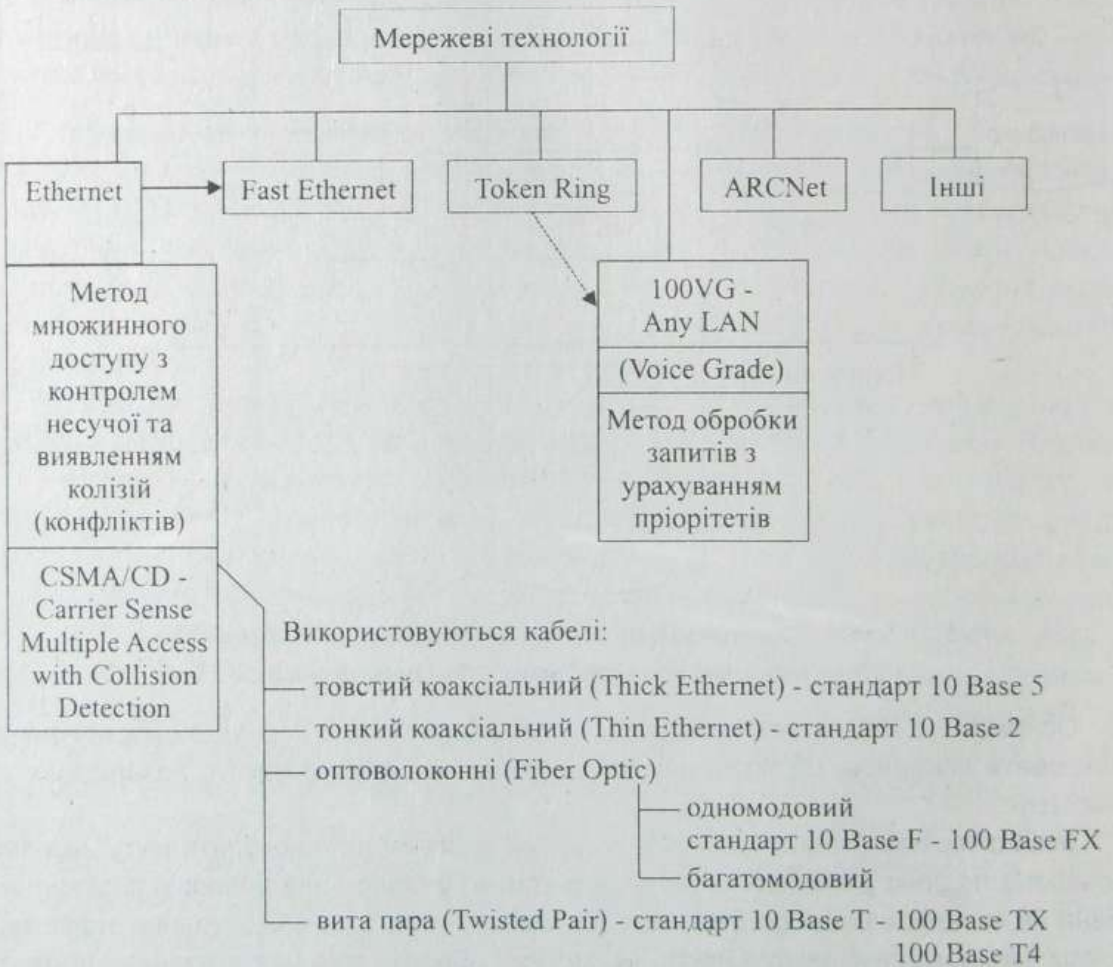 Мережеві технології
Ethernet
Fast Ethernet
Token Ring
ARCNet
Інші
Метод
множинного
доступу з
контролем
несучої та
виявленням
колізій
(конфліктів)
CSMA/CD -
Carrier Sense
Multiple Access
with Collision
Detection
100VG -
Any LAN
(Voice Grade)
Метод обробки
запитів з
урахуванням
пріорітетів
Використовуються кабелі:
товстий коаксіальний (Thick Ethernet) - стандарт 10 Base 5
тонкий коаксіальний (Thin Ethernet) - стандарт 10 Base 2
оптоволоконні (Fiber Optic)
одномодовий
стандарт 10 Base F - 100 Base FX
багатомодовий
вита пара (Twisted Pair) - стандарт 10 Base T - 100 Base TX
100 Base T4